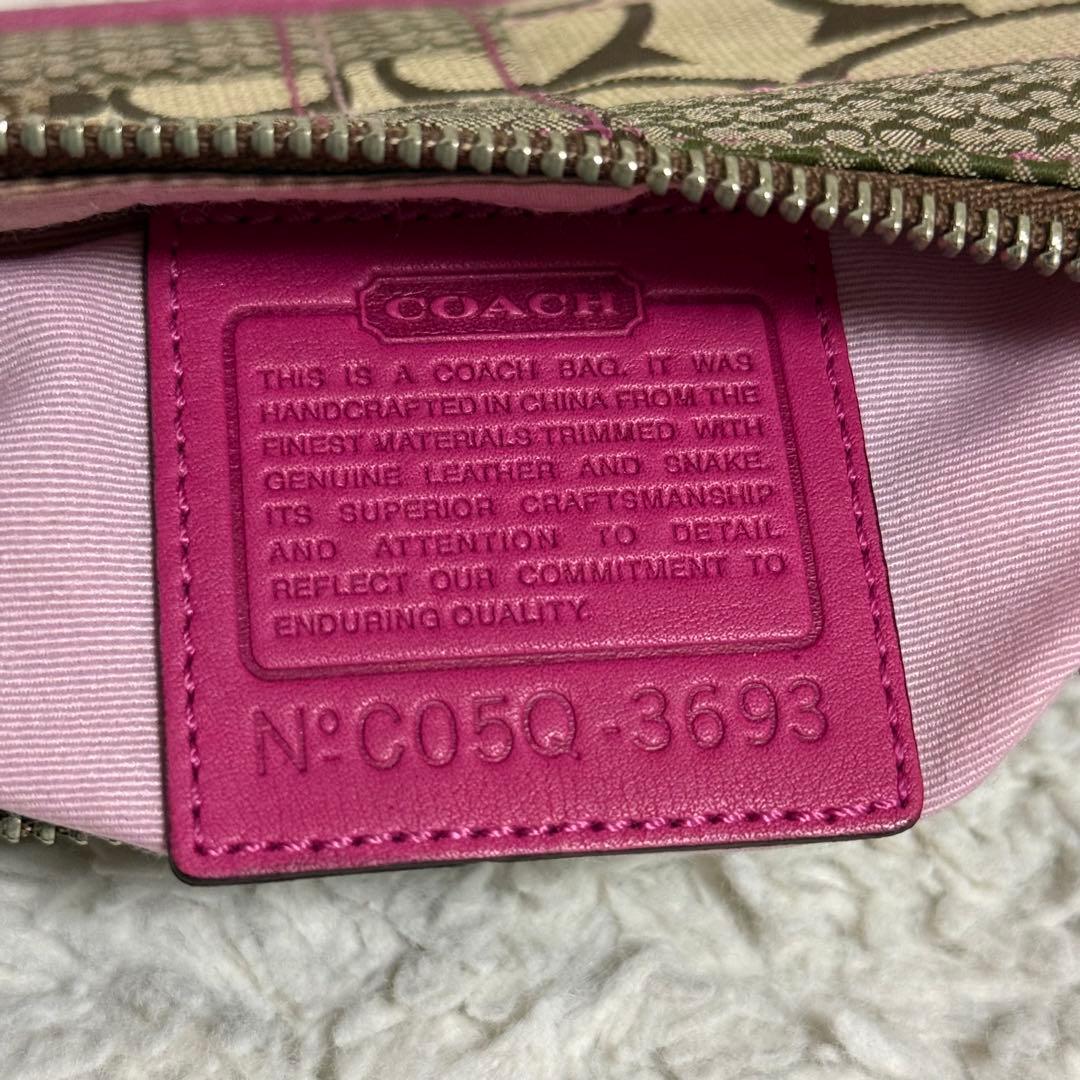 COACH
THIS IS A COACH BAG. IT WAS
HANDCRAFTED IN CHINA FROM THE
FINEST MATERIALS TRIMMED WITH
GENUINE LEATHER AND SNAKE.
ITS SUPERIOR CRAFTSMANSHIP
AND ATTENTION TO DETAIL
REFLECT OUR COMMITMENT TO
ENDURING QUALITY.
Nº C05Q-3693